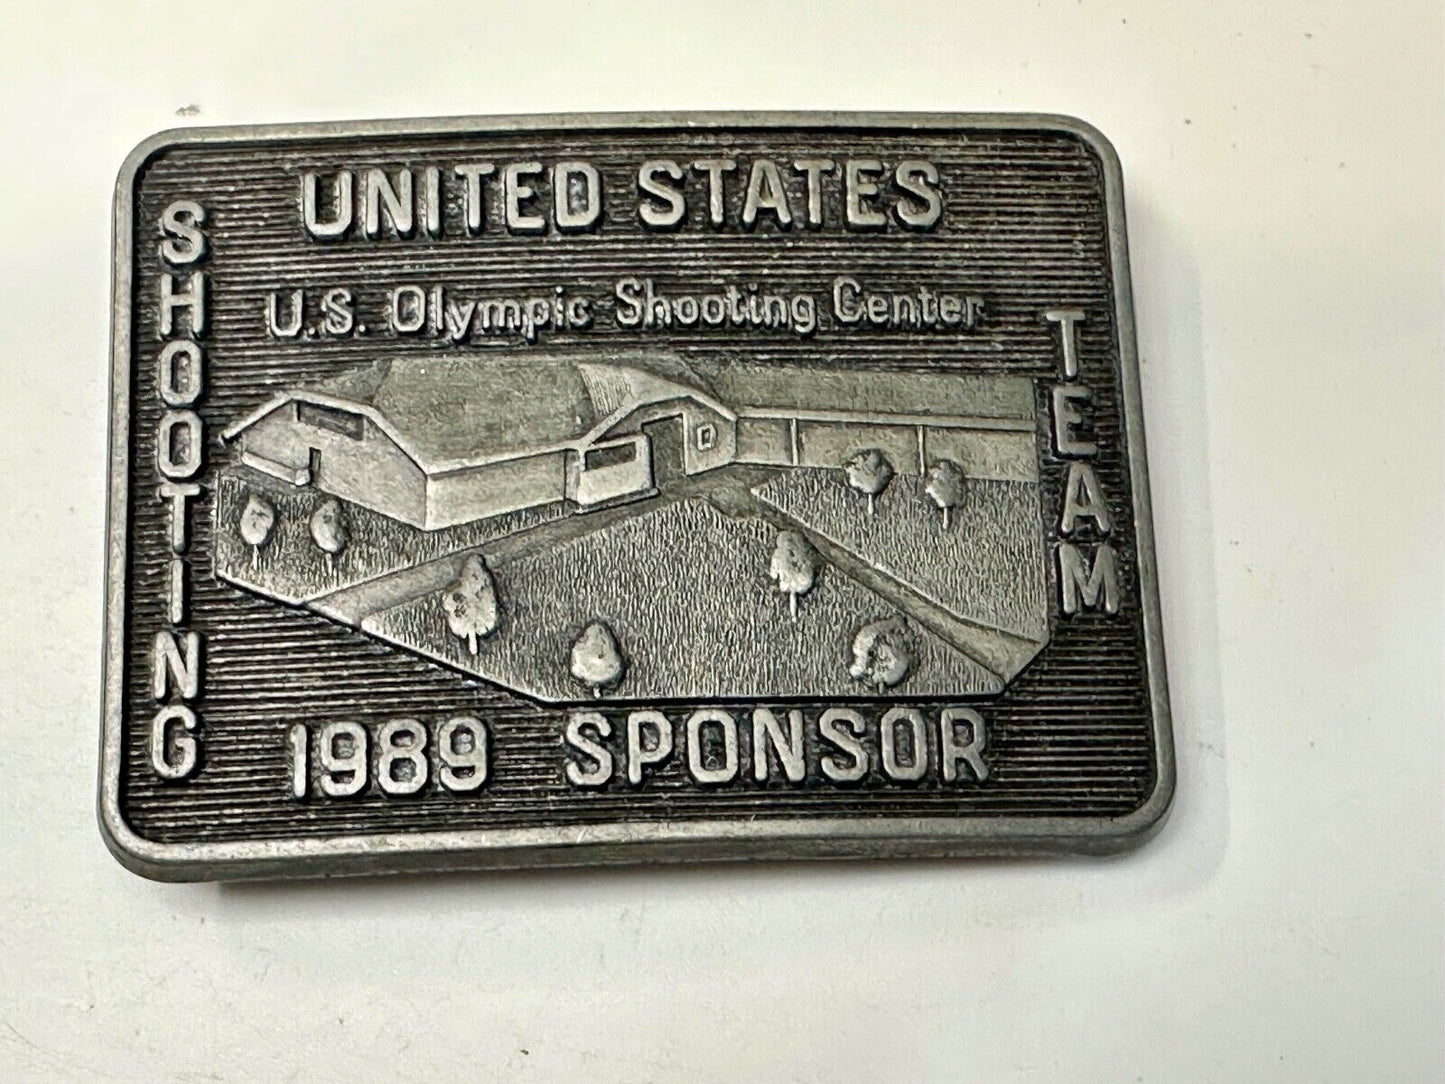 UNITED STATES
SHOOTING
TEAM
U.S. Olympic Shooting Center
1989 SPONSOR